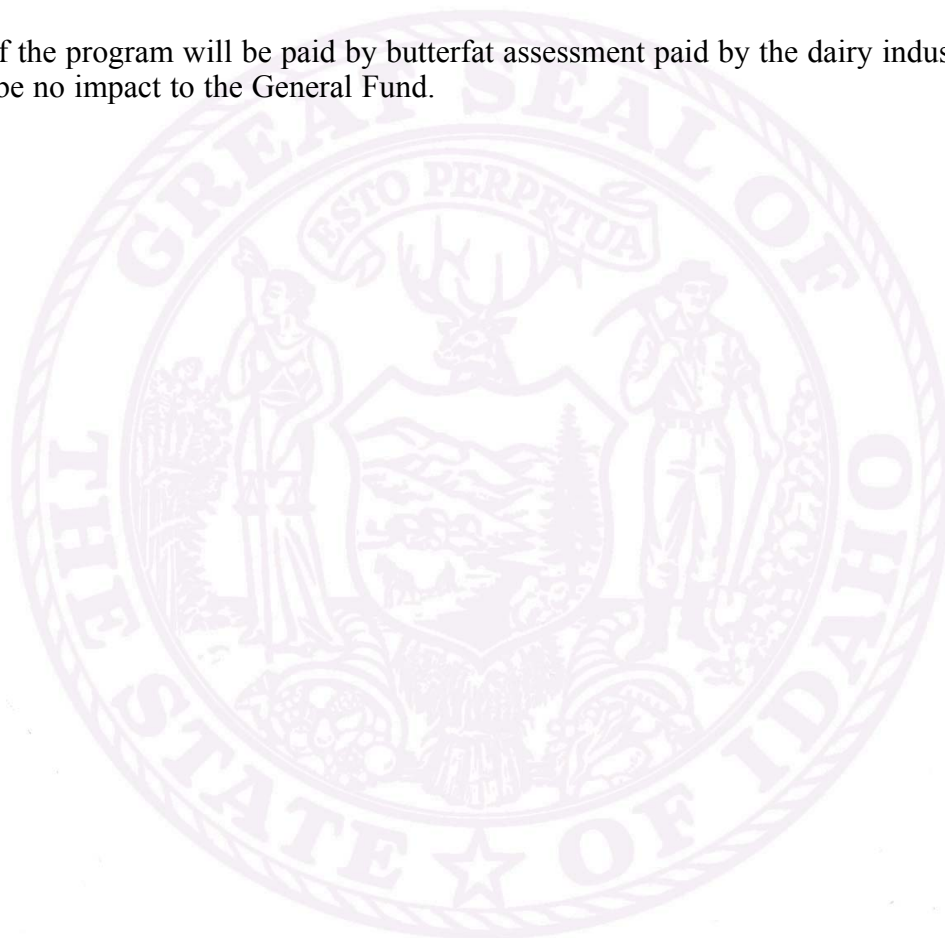 f the program will be paid by butterfat assessment paid by the dairy indus
be no impact to the General Fund.
GREAT SEAL OF
ESTO PERPETUA
THE STATE OF IDAHO